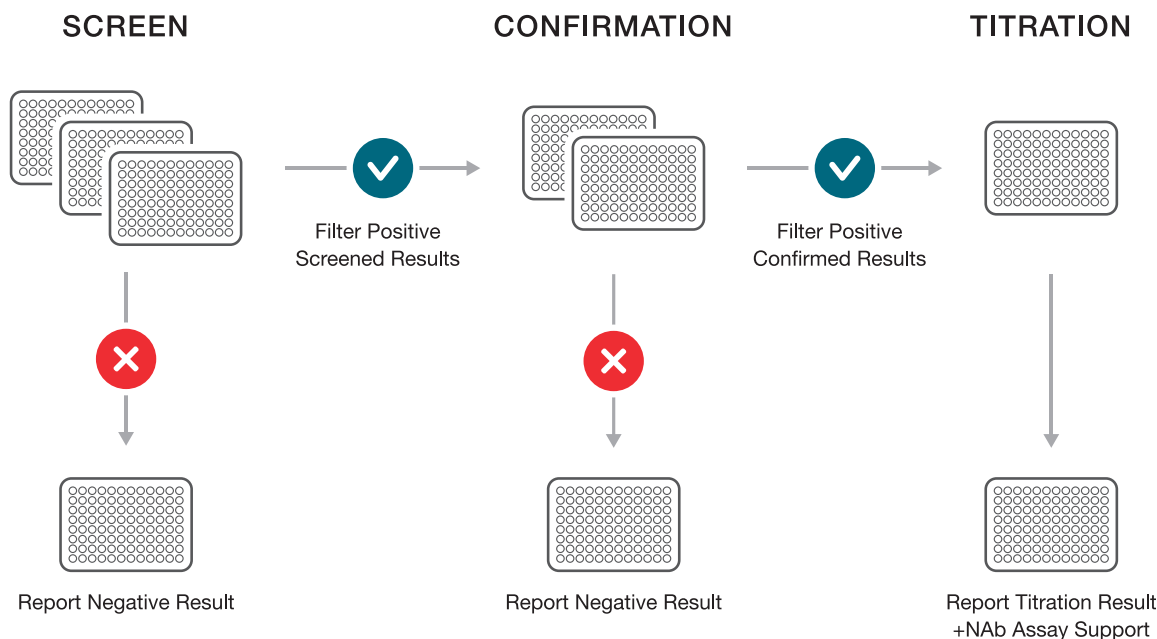 SCREEN
CONFIRMATION
TITRATION
Filter Positive
Screened Results
Filter Positive
Confirmed Results
Report Negative Result
Report Negative Result
Report Titration Result
+NAb Assay Support